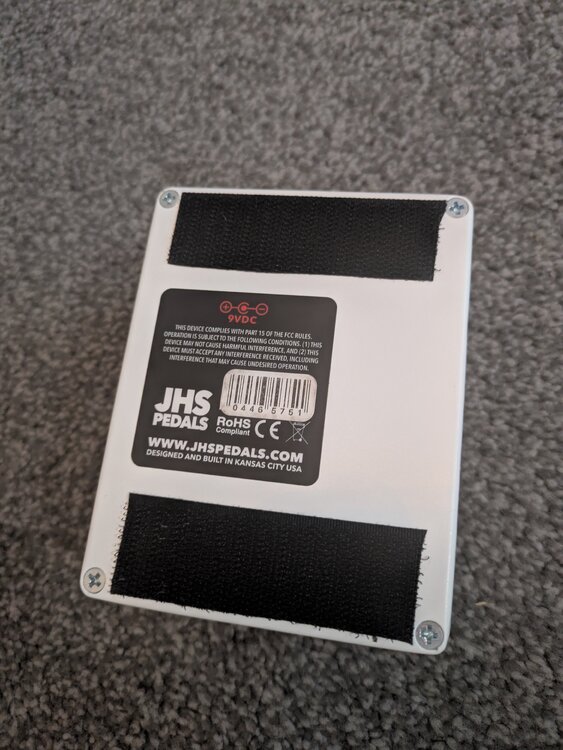 9VDC
THIS DEVICE COMPLIES WITH PART 15 OF THE FCC RULES.
OPERATION IS SUBJECT TO THE FOLLOWING CONDITIONS. (1) THIS
DEVICE MAY NOT CAUSE HARMFUL INTERFERENCE, AND (2) THIS
DEVICE MUST ACCEPT ANY INTERFERENCE RECEIVED, INCLUDING
INTERFERENCE THAT MAY CAUSE UNDESIRED OPERATION.
04465751
JHS
PEDALS
RoHS
Compliant
CE
WWW.JHSPEDALS.COM
DESIGNED AND BUILT IN KANSAS CITY USA